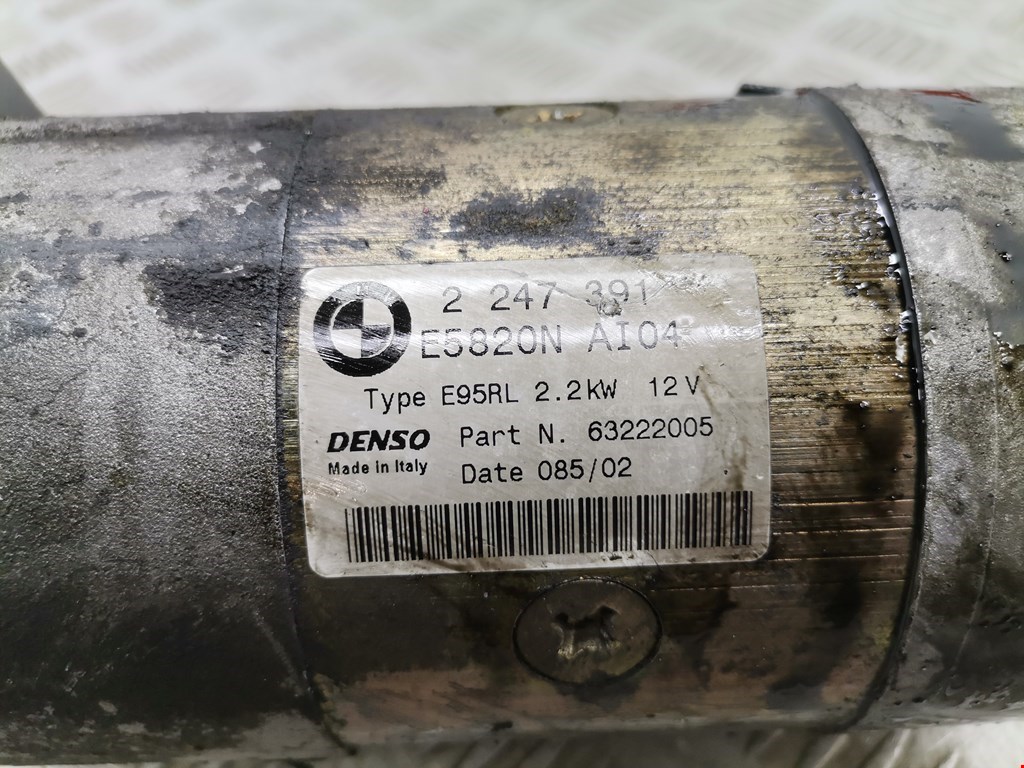 2 247 391
E5820N AI04
Type E95RL 2.2kW 12V
DENSO Part N. 63222005
Made in Italy Date 085/02